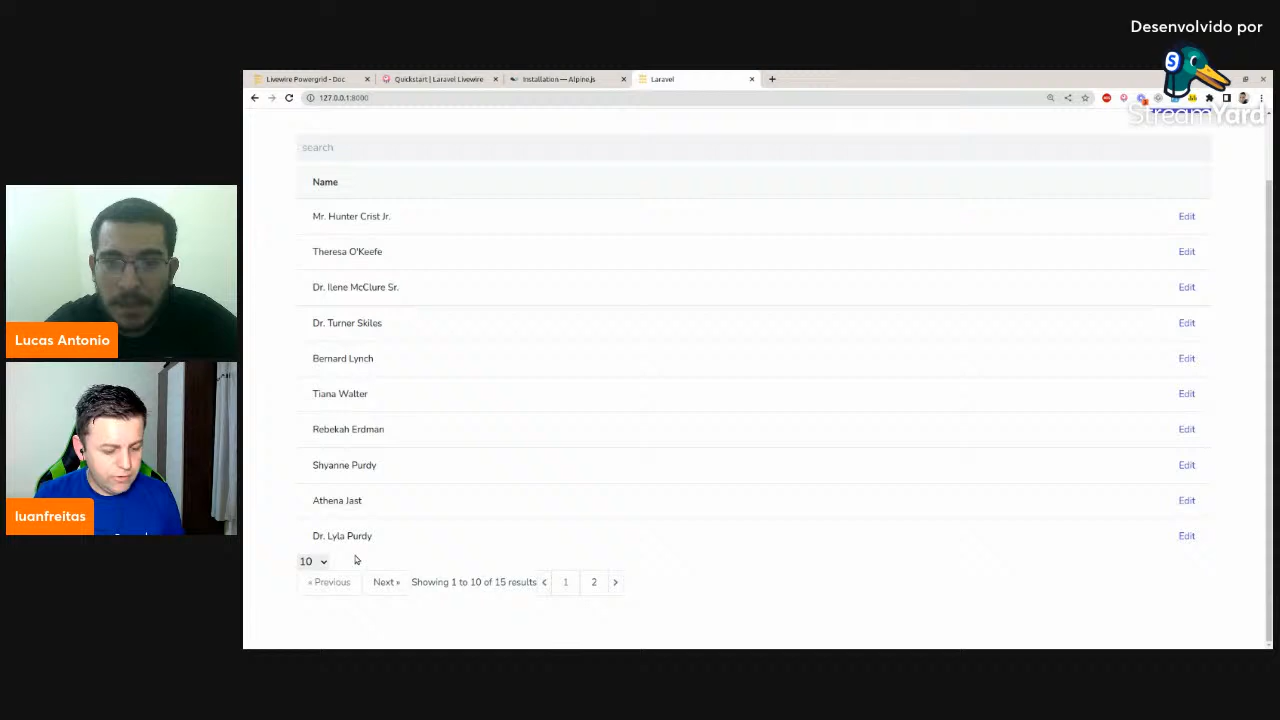 Desenvolvido por
S
StreamYard
Livewire Powergrid - Doc
Quickstart | Laravel Livewire
Installation — Alpine.js
Laravel
127.0.0.1:8000
search
Name
Mr. Hunter Crist Jr. Edit
Theresa O'Keefe Edit
Dr. Ilene McClure Sr. Edit
Dr. Turner Skiles Edit
Bernard Lynch Edit
Tiana Walter Edit
Rebekah Erdman Edit
Shyanne Purdy Edit
Athena Jast Edit
Dr. Lyla Purdy Edit
10
« Previous Next » Showing 1 to 10 of 15 results 1 2
Lucas Antonio
luanfreitas